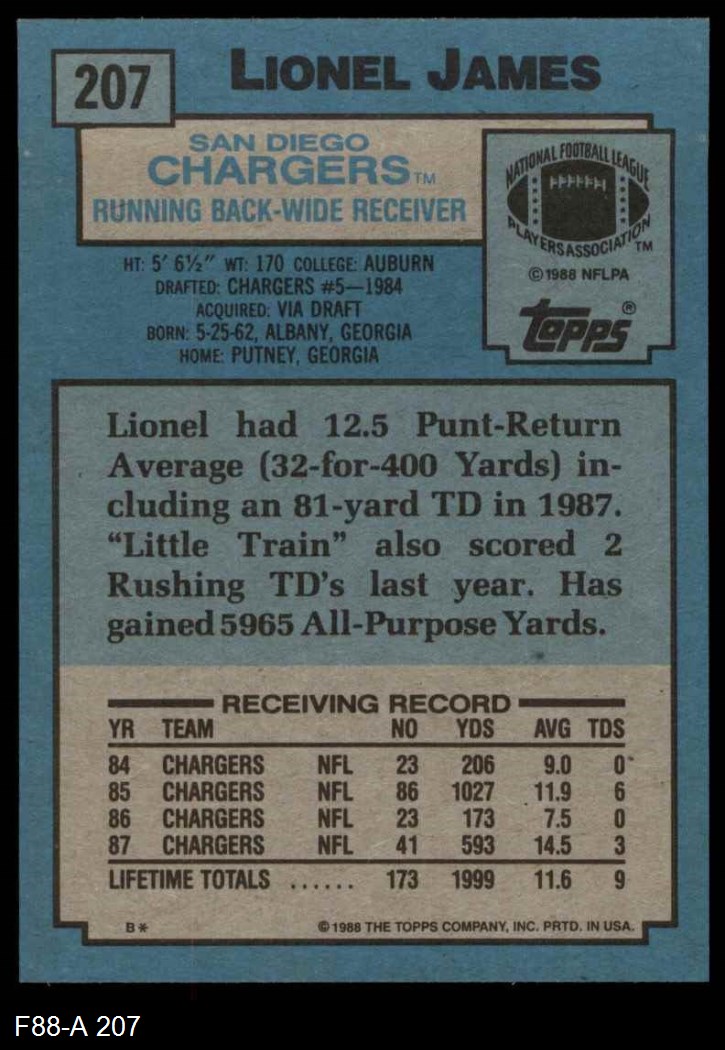 207
LIONEL JAMES
SAN DIEGO
CHARGERS™
RUNNING BACK-WIDE RECEIVER
NATIONAL FOOTBALL LEAGUE
PLAYERS ASSOCIATION ™
© 1988 NFLPA
topps®
HT: 5' 6½" WT: 170 COLLEGE: AUBURN
DRAFTED: CHARGERS #5—1984
ACQUIRED: VIA DRAFT
BORN: 5-25-62, ALBANY, GEORGIA
HOME: PUTNEY, GEORGIA
Lionel had 12.5 Punt-Return
Average (32-for-400 Yards) in-
cluding an 81-yard TD in 1987.
“Little Train” also scored 2
Rushing TD's last year. Has
gained 5965 All-Purpose Yards.
RECEIVING RECORD
YR TEAM NO YDS AVG TDS
84 CHARGERS NFL 23 206 9.0 0
85 CHARGERS NFL 86 1027 11.9 6
86 CHARGERS NFL 23 173 7.5 0
87 CHARGERS NFL 41 593 14.5 3
LIFETIME TOTALS ...... 173 1999 11.6 9
B* © 1988 THE TOPPS COMPANY, INC. PRTD. IN USA.
F88-A 207